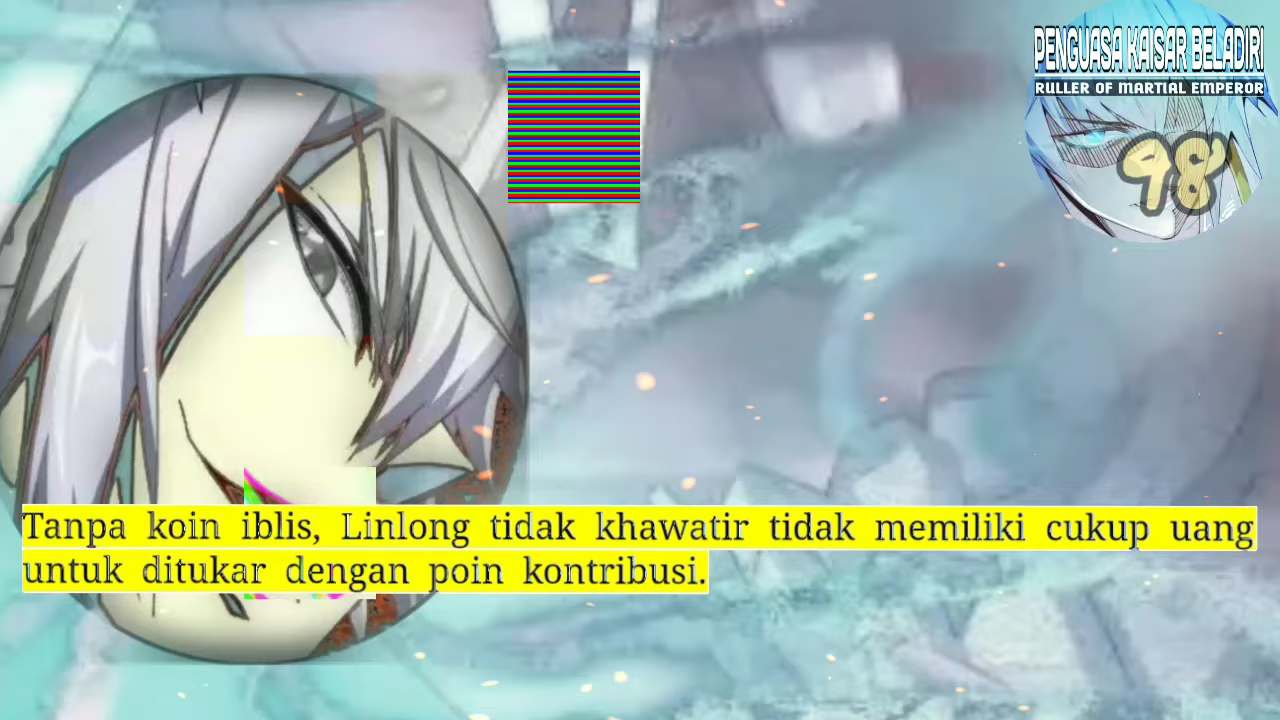 PENGUASA KAISAR BELADIRI
RULLER OF MARTIAL EMPEROR
98
Tanpa koin iblis, Linlong tidak khawatir tidak memiliki cukup uang
untuk ditukar dengan poin kontribusi.